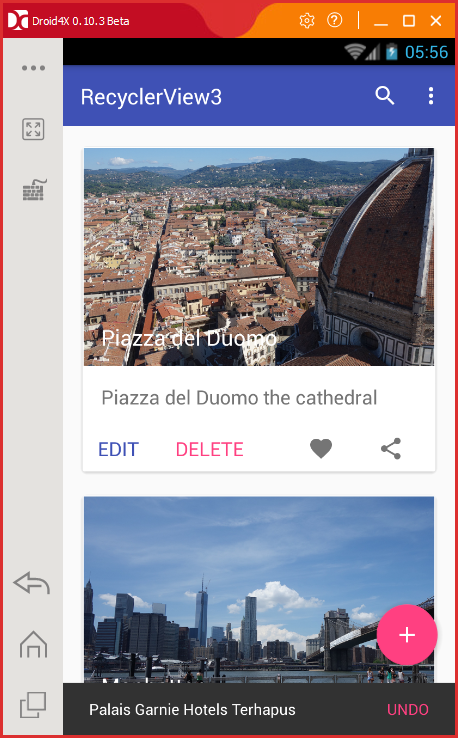 Droid4X 0.10.3 Beta
05:56
RecyclerView3
Piazza del Duomo
Piazza del Duomo the cathedral
EDIT DELETE
Palais Garnie Hotels Terhapus UNDO